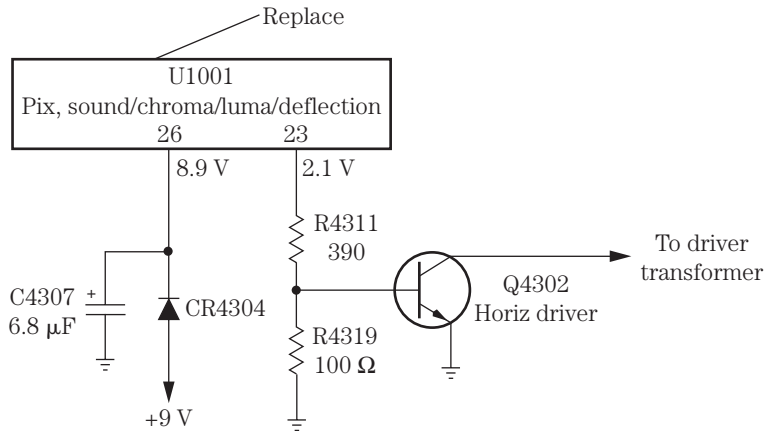 Replace
U1001
Pix, sound/chroma/luma/deflection
26 23
8.9 V 2.1 V
R4311
390
To driver
transformer
C4307 +
6.8 μF
CR4304
Q4302
Horiz driver
R4319
100 Ω
+9 V